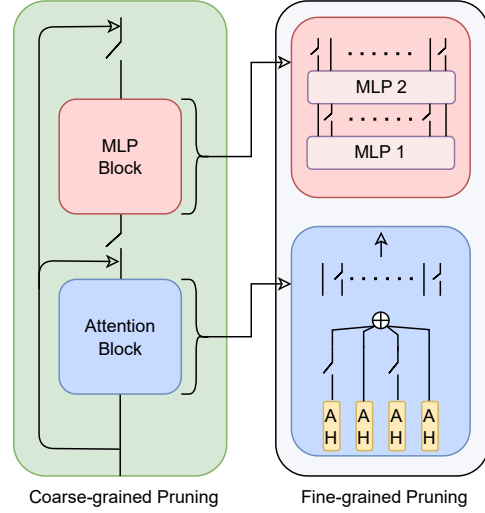 MLP
Block
Attention
Block
Coarse-grained Pruning
MLP 2
MLP 1
A A A A
H H H H
Fine-grained Pruning